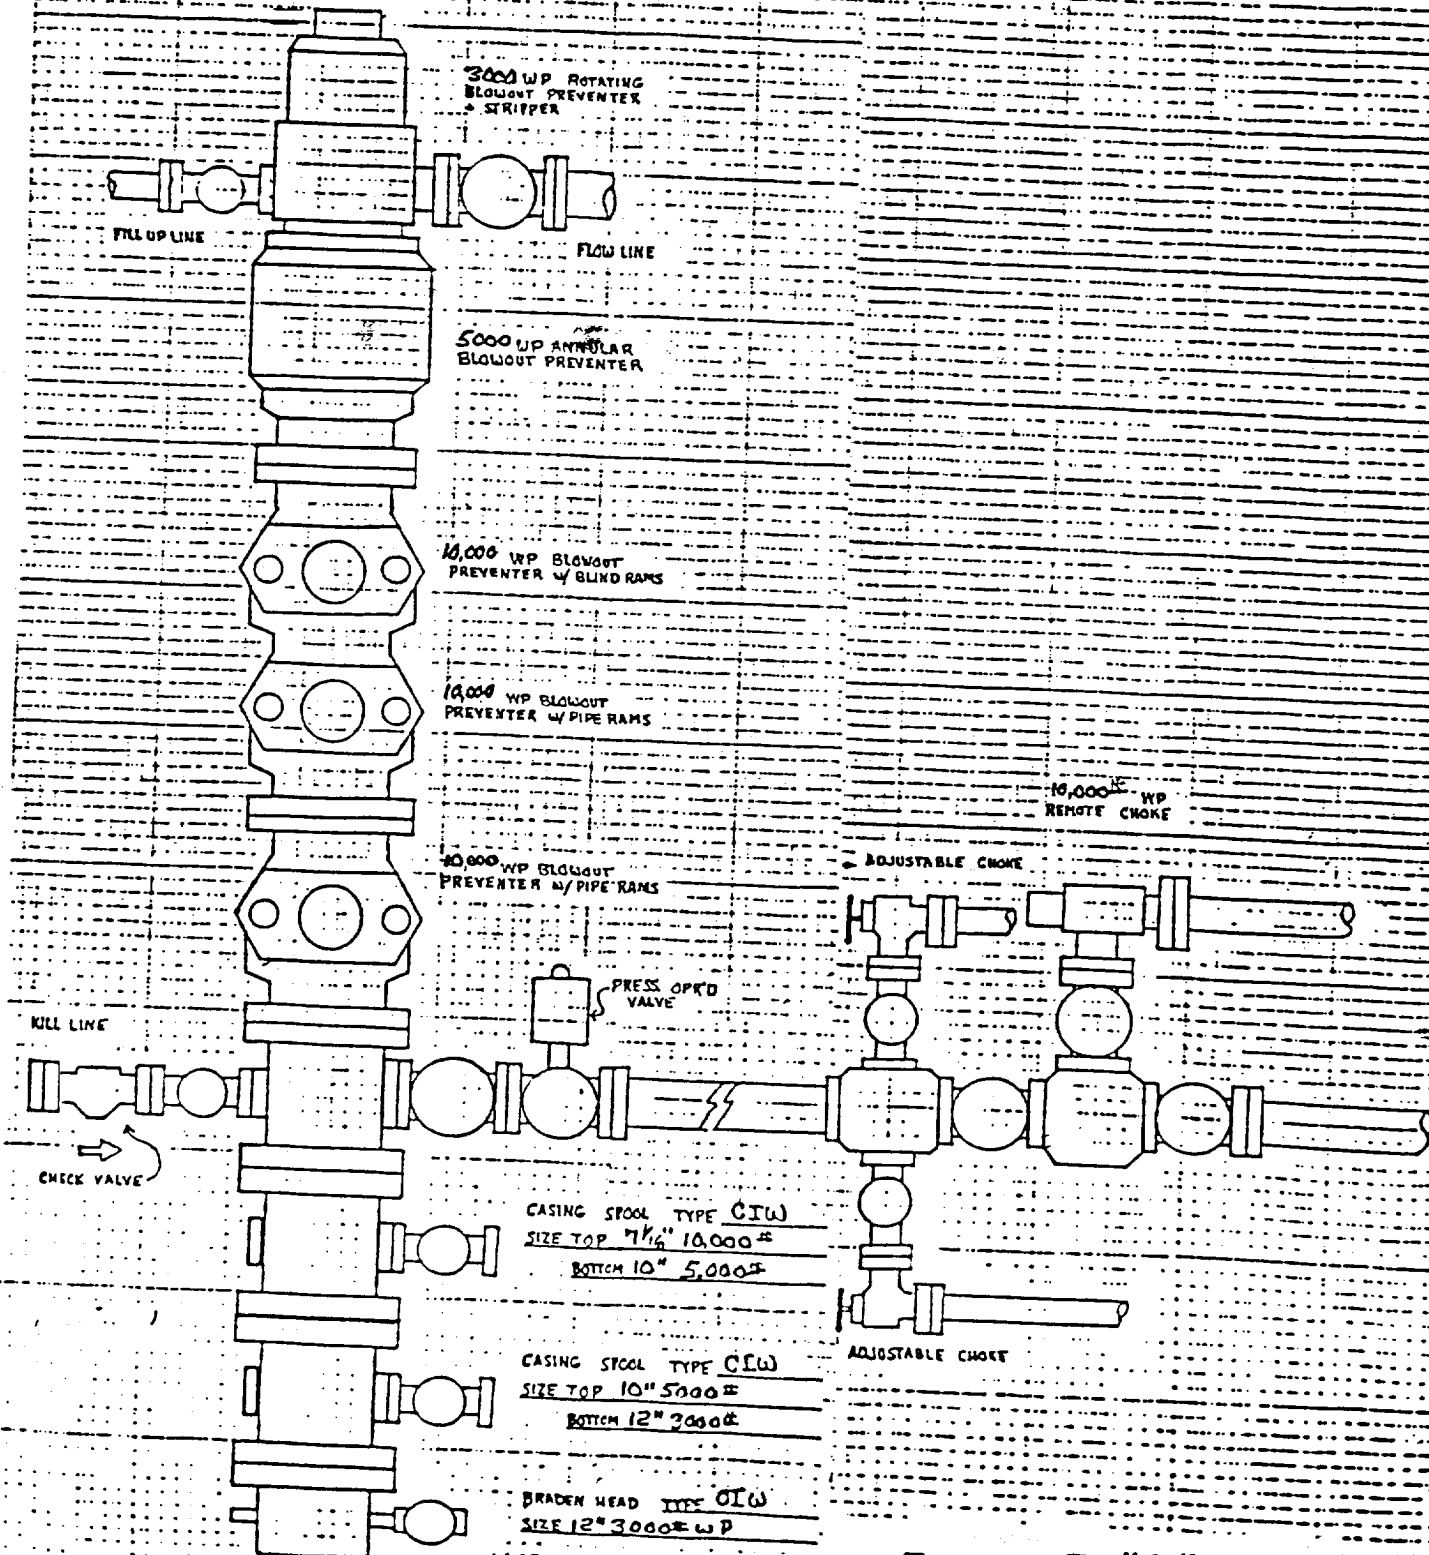 3000 WP ROTATING
BLOWOUT PREVENTER
+ STRIPPER
FILL UP LINE
FLOW LINE
5000 WP ANNULAR
BLOWOUT PREVENTER
10,000 WP BLOWOUT
PREVENTER W/ BLIND RAMS
10,000 WP BLOWOUT
PREVENTER W/ PIPE RAMS
10,000# WP
REMOTE CHOKE
10,000 WP BLOWOUT
PREVENTER W/ PIPE RAMS
ADJUSTABLE CHOKE
PRESS OPR'D
VALVE
KILL LINE
CHECK VALVE
CASING SPOOL TYPE CIW
SIZE TOP 7 1/16" 10,000#
BOTTOM 10" 5,000#
ADJUSTABLE CHOKE
CASING SPOOL TYPE CIW
SIZE TOP 10" 5000#
BOTTOM 12" 3000#
BRADEN HEAD TYPE OIW
SIZE 12" 3000# WP